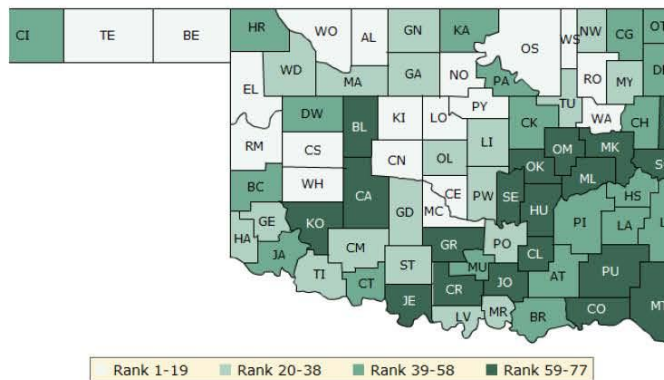 CI TE BE HR WO AL GN KA OS WS NW CG OT
WD MA GA NO PA RO MY
EL DW BL KI LO PY TU WA CH
RM CS CN OL LI CK OM MK
BC WH CA CE PW SE OK ML
HA GE KO GD MC HU PI HS LA
JA CM GR PO CL
TI CT ST MU JO AT PU
JE CR LV MR BR CO MT
Rank 1-19 Rank 20-38 Rank 39-58 Rank 59-77